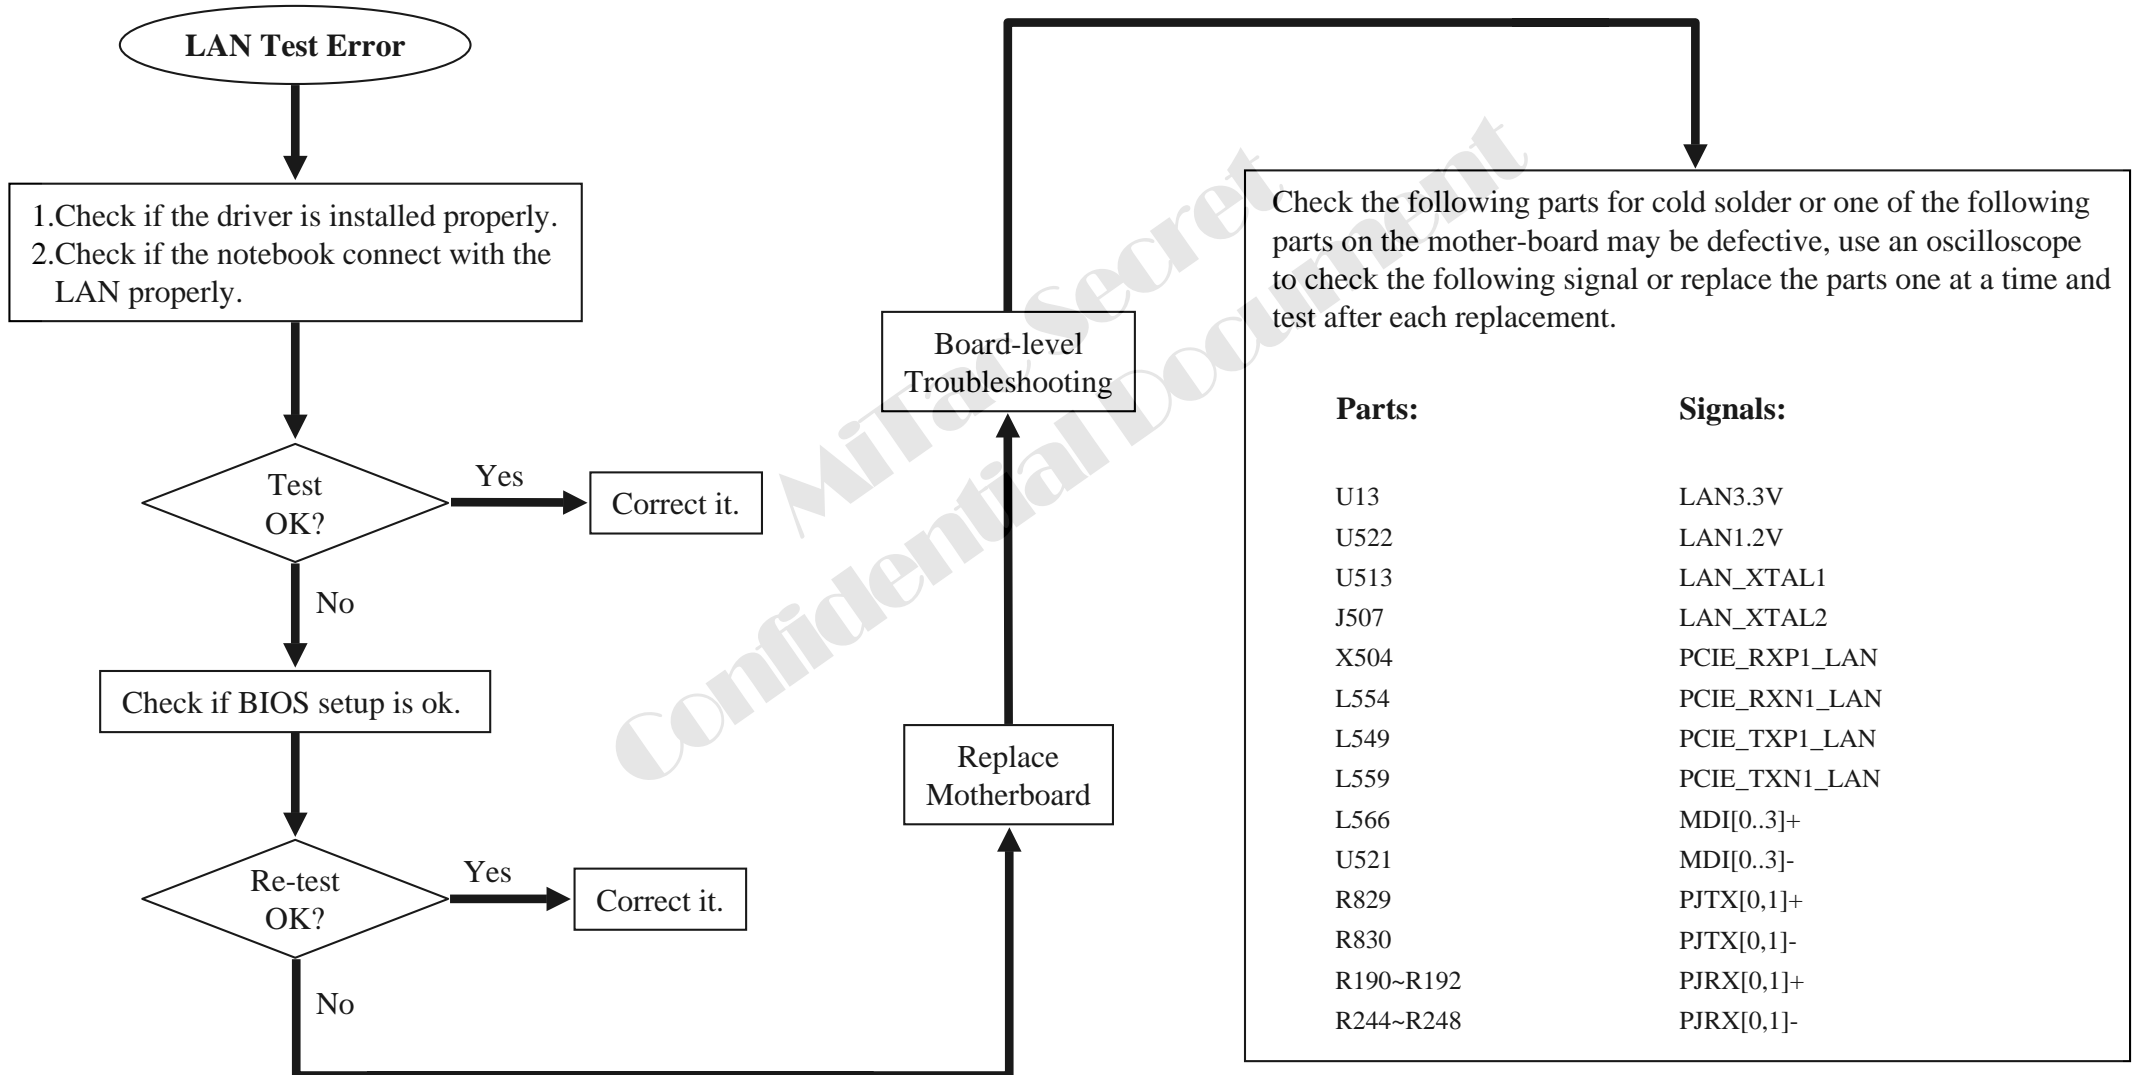 LAN Test Error
1.Check if the driver is installed properly.
2.Check if the notebook connect with the
LAN properly.
Test
OK?
Yes
Correct it.
No
Check if BIOS setup is ok.
Re-test
OK?
Yes
Correct it.
No
Replace
Motherboard
Board-level
Troubleshooting
Check the following parts for cold solder or one of the following
parts on the mother-board may be defective, use an oscilloscope
to check the following signal or replace the parts one at a time and
test after each replacement.
Parts: Signals:
U13 LAN3.3V
U522 LAN1.2V
U513 LAN_XTAL1
J507 LAN_XTAL2
X504 PCIE_RXP1_LAN
L554 PCIE_RXN1_LAN
L549 PCIE_TXP1_LAN
L559 PCIE_TXN1_LAN
L566 MDI[0..3]+
U521 MDI[0..3]-
R829 PJTX[0,1]+
R830 PJTX[0,1]-
R190~R192 PJRX[0,1]+
R244~R248 PJRX[0,1]-
MiTac Secret
Confidential Document